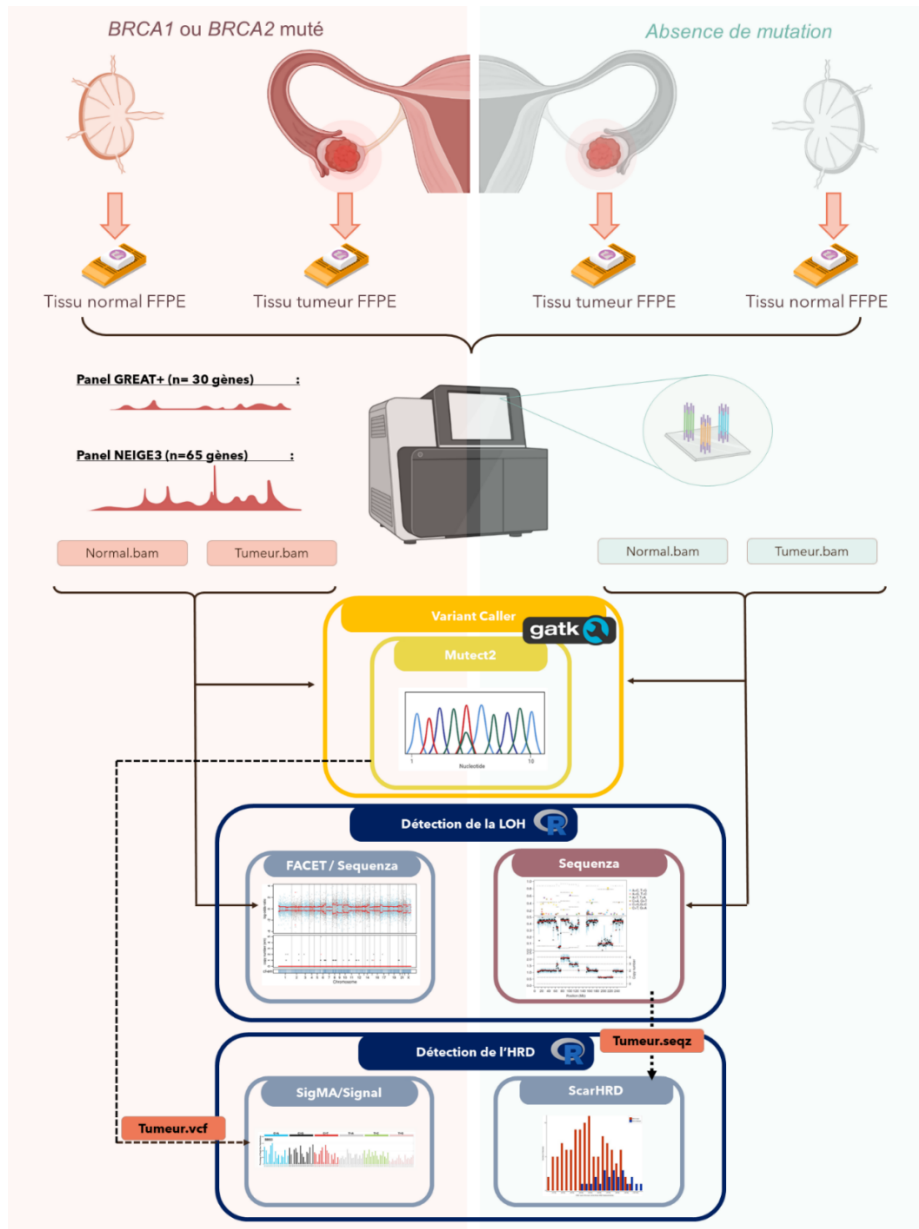 BRCA1 ou BRCA2 muté
Absence de mutation
Tissu normal FFPE
Tissu tumeur FFPE
Tissu tumeur FFPE
Tissu normal FFPE
Panel GREAT+ (n= 30 gènes) :
Panel NEIGE3 (n=65 gènes) :
Normal.bam
Tumeur.bam
Normal.bam
Tumeur.bam
Variant Caller
gatk
Mutect2
1
10
Nucleotide
Détection de la LOH
R
FACET / Sequenza
Chromosome
Sequenza
Tumeur.seqz
Détection de l'HRD
R
SigMA/Signal
ScarHRD
Tumeur.vcf